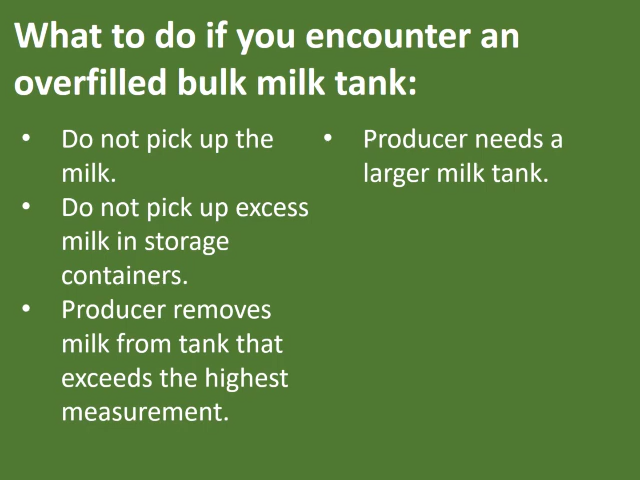 What to do if you encounter an
overfilled bulk milk tank:
• Do not pick up the
milk.
• Do not pick up excess
milk in storage
containers.
• Producer removes
milk from tank that
exceeds the highest
measurement.
• Producer needs a
larger milk tank.